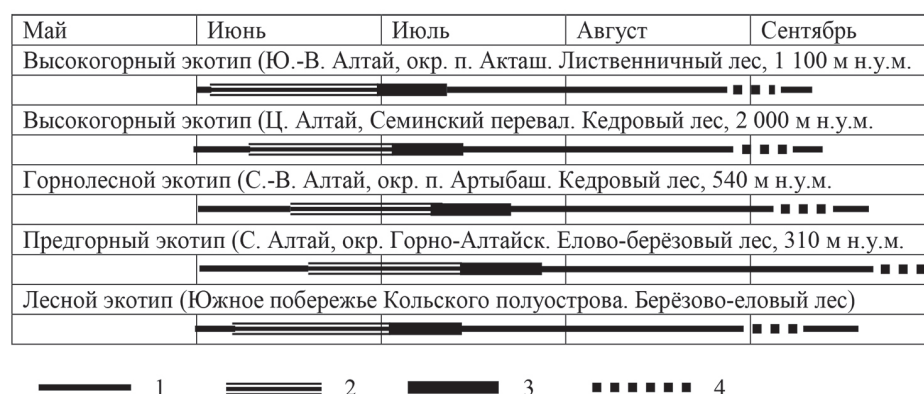 Май Июнь Июль Август Сентябрь
Высокогорный экотип (Ю.-В. Алтай, окр. п. Акташ. Лиственничный лес, 1 100 м н.у.м.
Высокогорный экотип (Ц. Алтай, Семинский перевал. Кедровый лес, 2 000 м н.у.м.
Горнолесной экотип (С.-В. Алтай, окр. п. Артыбаш. Кедровый лес, 540 м н.у.м.
Предгорный экотип (С. Алтай, окр. Горно-Алтайск. Елово-берёзовый лес, 310 м н.у.м.
Лесной экотип (Южное побережье Кольского полуострова. Берёзово-еловый лес)
1 2 3 4